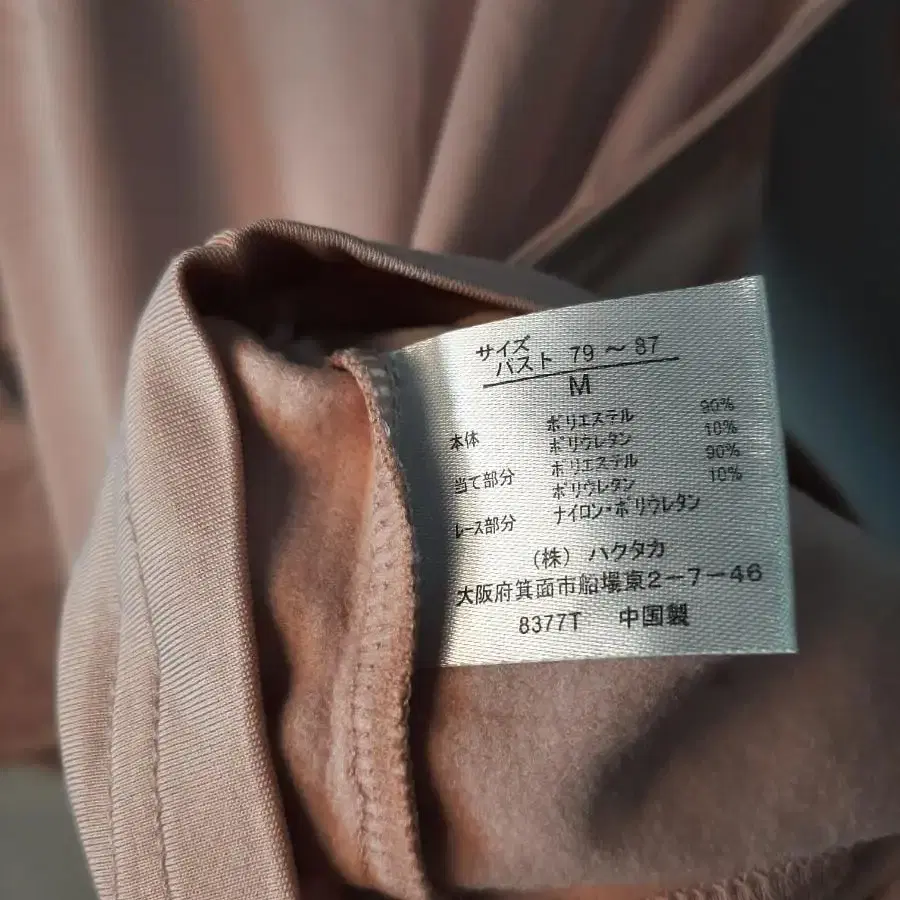 サイズ
バスト 79～87
M
本体 ポリエステル 90%
ポリウレタン 10%
当て部分 ポリエステル 90%
ポリウレタン 10%
レース部分 ナイロン・ポリウレタン
(株) ハクタカ
大阪府箕面市船場東2-7-46
8377T 中国製